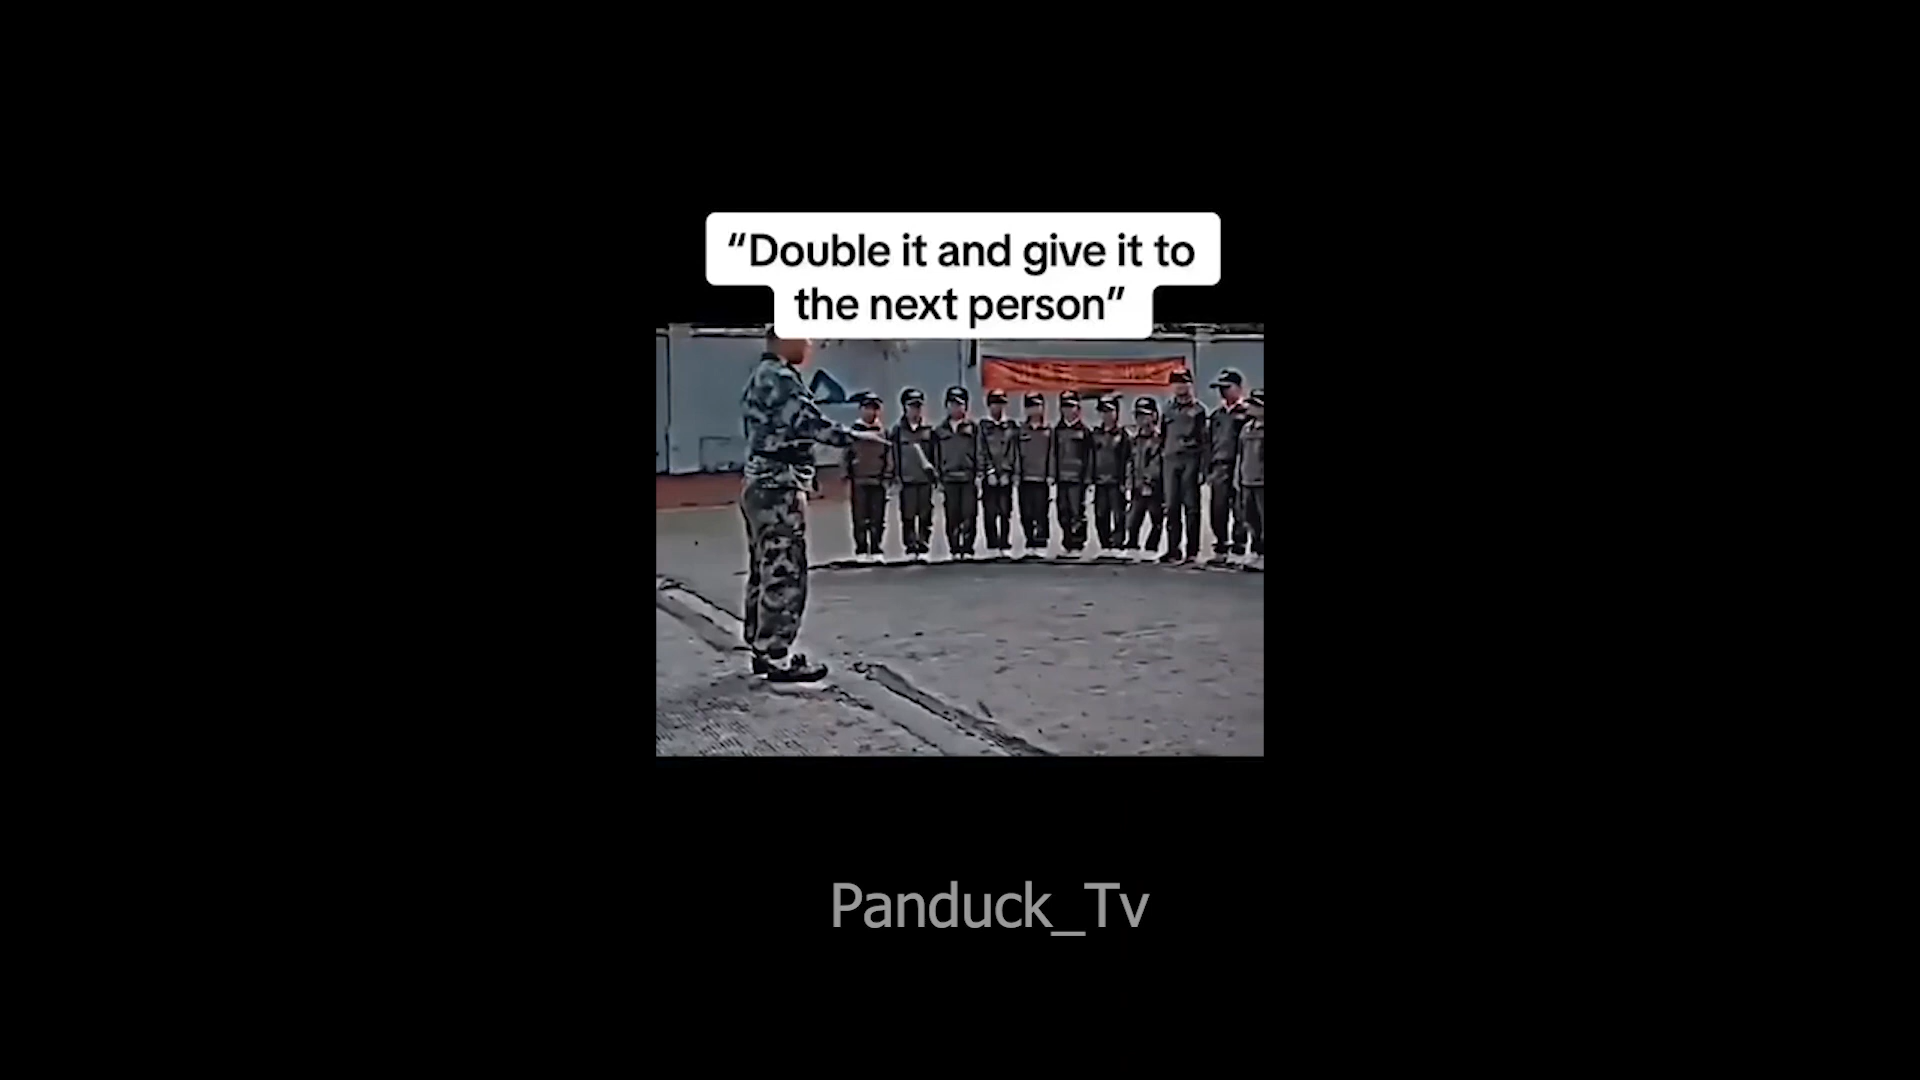 “Double it and give it to
the next person”
Panduck_Tv